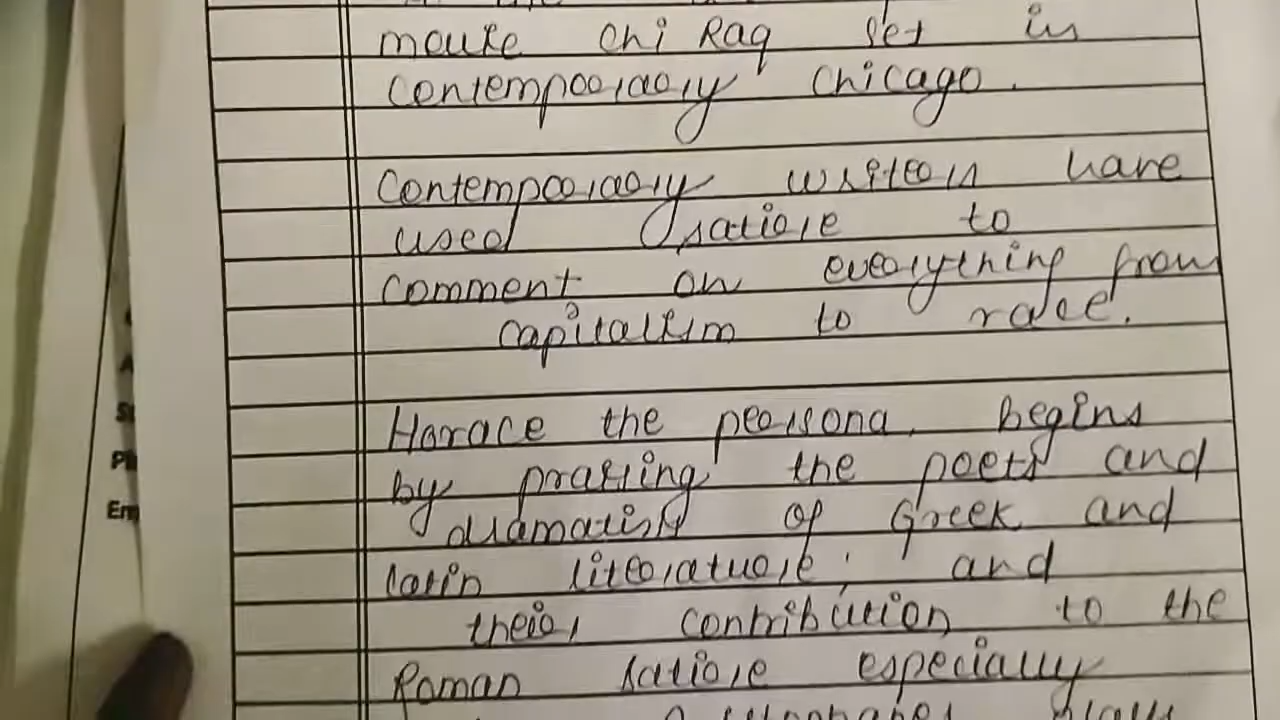 movie Chi Raq set in
Contemporary Chicago.
Contemporary writers have
used satire to
comment on everything from
capitalism to race.
Horace the persona. Begins
by praising the poets and
dramatists of Greek and
latin literature. and
their contribution to the
Roman satire especially
A
Em